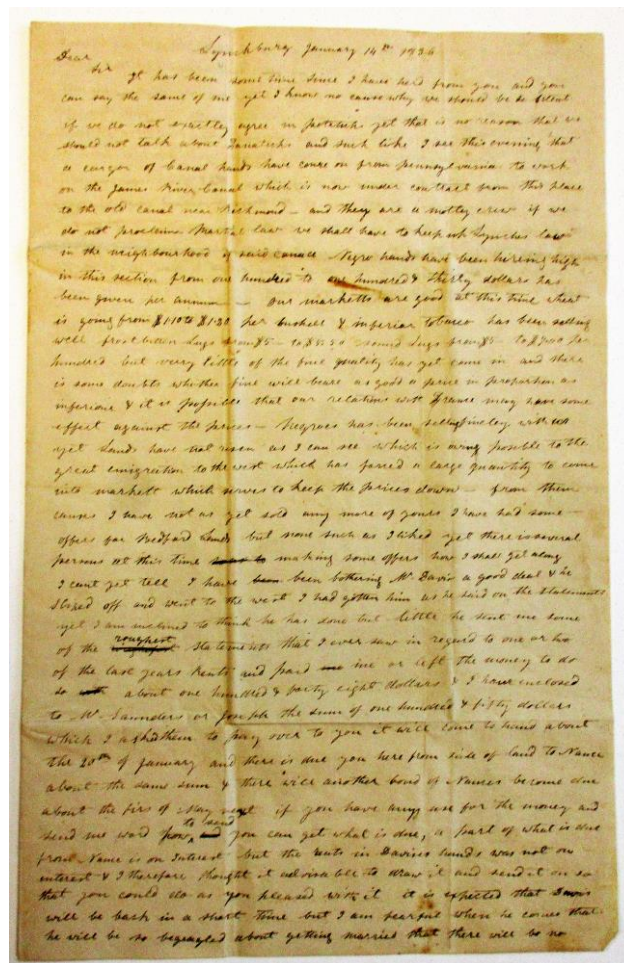 Lynchburg January 14th 1836
Dear
Sir It has been some time since I have herd from you and you
can say the same of me yet I know no cause why we should be so silent
if we do not exactly agree in poleticks yet that is no reason that we
should not talk about Fanaticks and such like I see this evening that
a cargo of Canal hands have come on from pennsylvania to work
on the James River Canal which is now under contract from this place
to the old canal near Richmond – and they are a motley crew if we
do not proclime Martial law we shall have to keep up Lynches law
in the neighbourhood of said canall Negro hands have been hireing high
in this section from one hundred to one hundred & thirty dollars has
been given per annum – our marketts are good at this time wheat
is going from $1.10 to $1.20 per bushell & inferior tobacco has been selling
well frost bitten Lugs from $5– to $5.50 sound Lugs from $5– to per
hundred but verry little of the fine quality has yet come in and there
is some doubts whether fine will beare as good a price in proportion as
inferiour & it is possible that our relations with France may have some
effect against the prices – Negroes has been selling finely with us
yet Lands have not risen as I can see which is owing posible to the
great emigration to the west which has forced a large quantity to come
into markett which serves to keep the prices down – from these
causes I have not as yet sold any more of yours I have had some
offers for Bedford Lands but none such as I liked yet there is several
persons at this time making some offers how I shall get along
I cant yet tell I have been bothering Mr Davis a good deal & he
Sliped off and went to the west I had gotten him as he said on the statements
yet I am inclined to think he has done but little he sent me some
of the roughest statements that I ever saw in regard to one or two
of the last years Rents and paid me or left the money to do
so about one hundred & forty eight dollars & I have enclosed
to Mr Saunders or Joseph the sum of one hundred & fifty dollars
which I asked them to pay over to you it will come to hand about
the 20th of January and there is due you here from sale of land to Nance
about the same sum & there will another bond of Nances become due
about the firs of May next if you have any use for the money and
send me word how to send you can get what is due, a part of what is due
from Nance is on Interest but the rents in Davises hands was not on
interest & I therefore thought it advisable to draw it and send it on so
that you could do as you pleased with it it is expected that Davis
will be back in a short time but I am fearful when he comes that
he will be so about getting married that there will be no